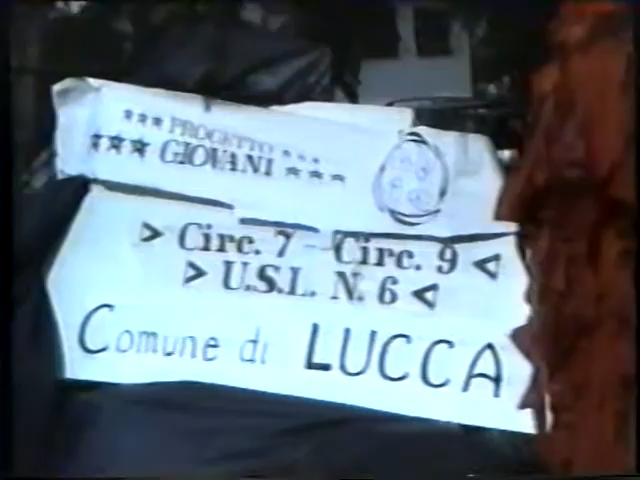 *** PROGETTO ***
*** GIOVANI ***
> Circ. 7 - Circ. 9 <
> U.S.L. N. 6 <
Comune di LUCCA